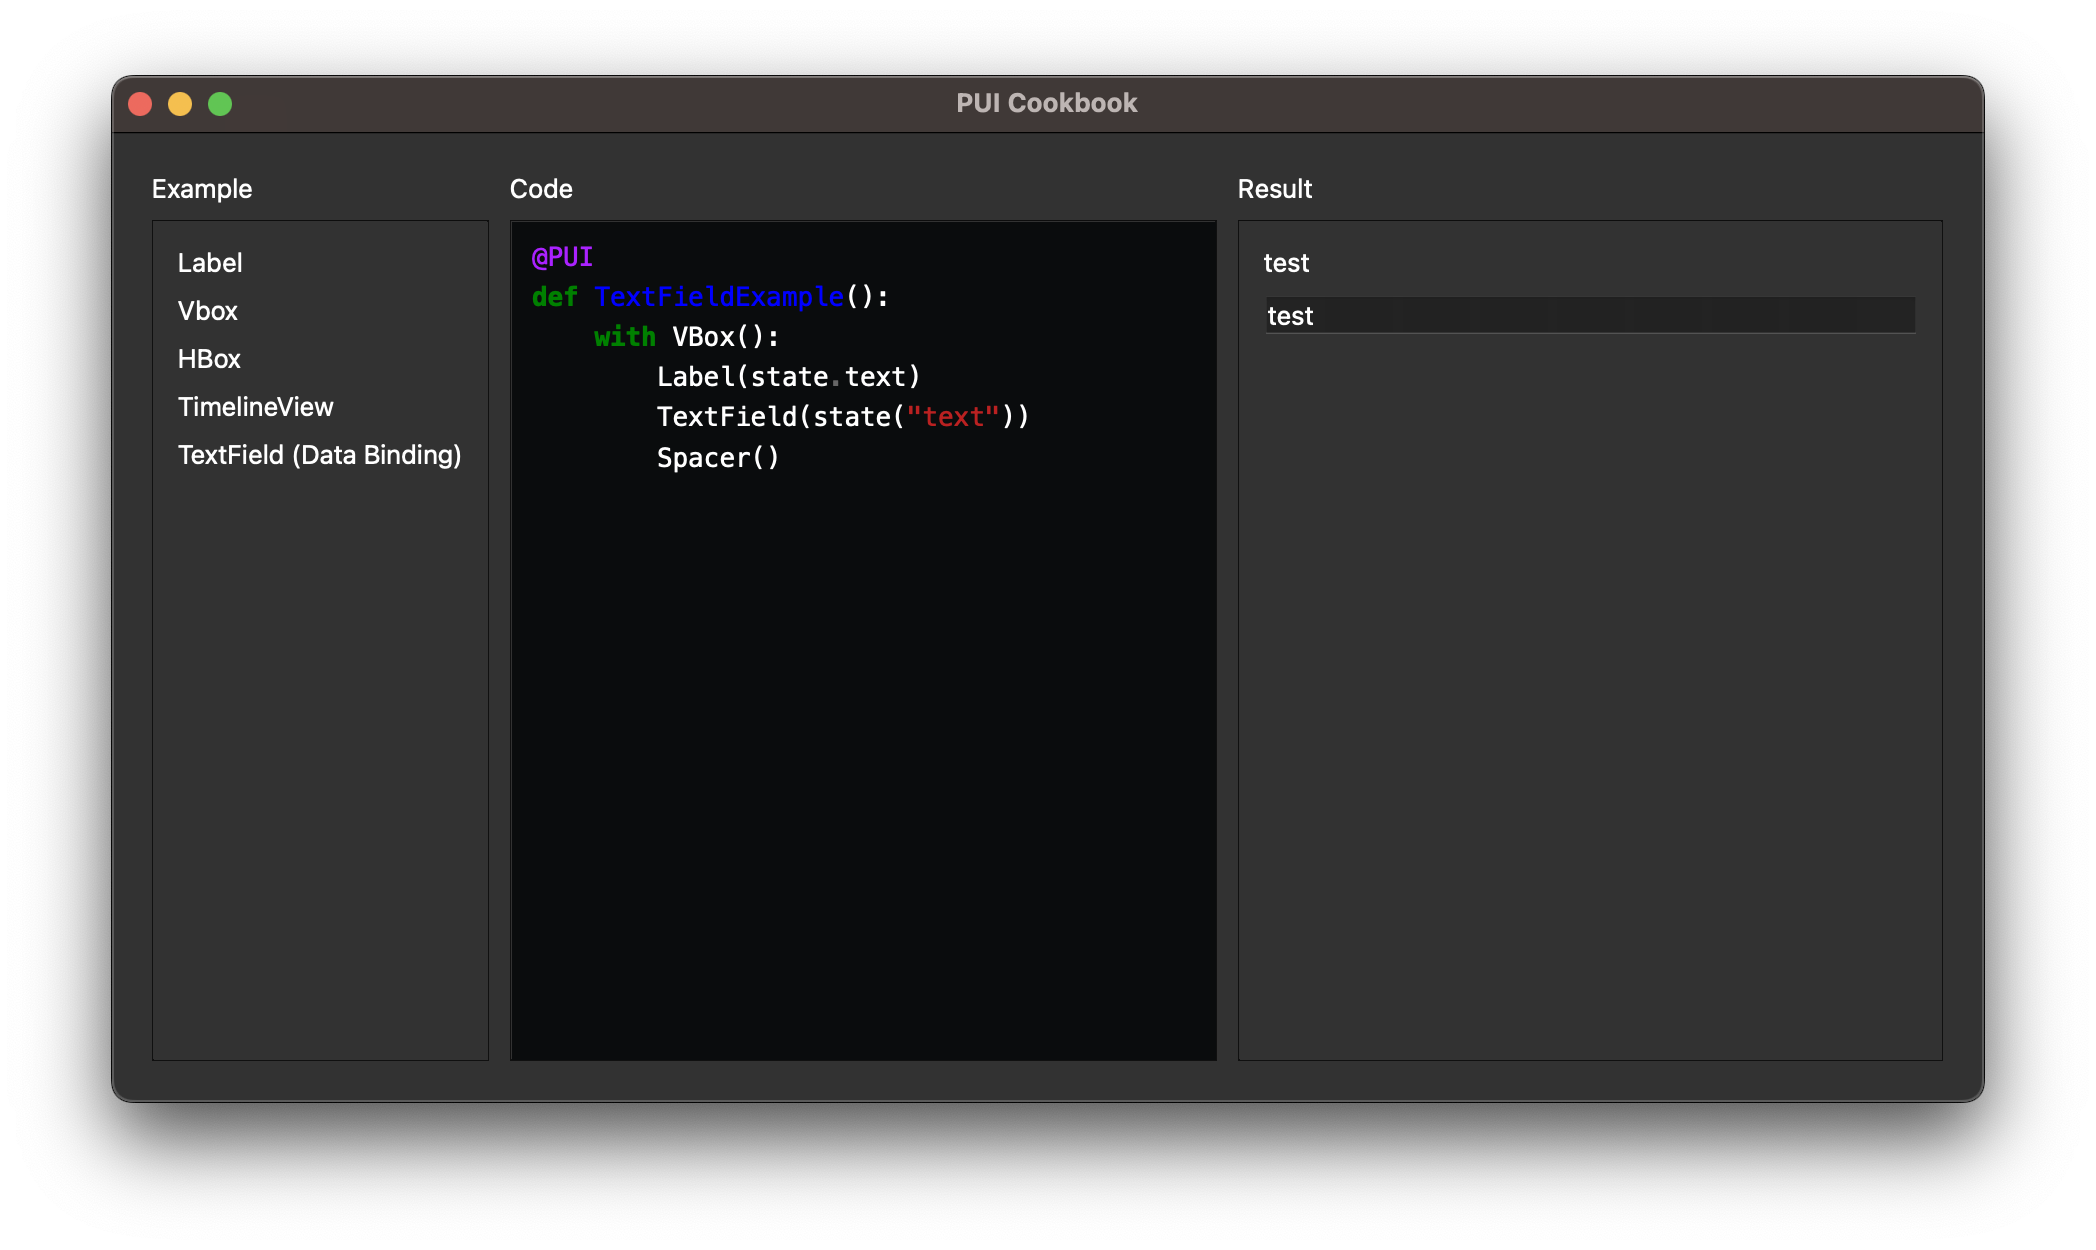 PUI Cookbook
Example
Label
Vbox
HBox
TimelineView
TextField (Data Binding)
Code
@PUI
def TextFieldExample():
    with VBox():
        Label(state.text)
        TextField(state("text"))
        Spacer()
Result
test
test